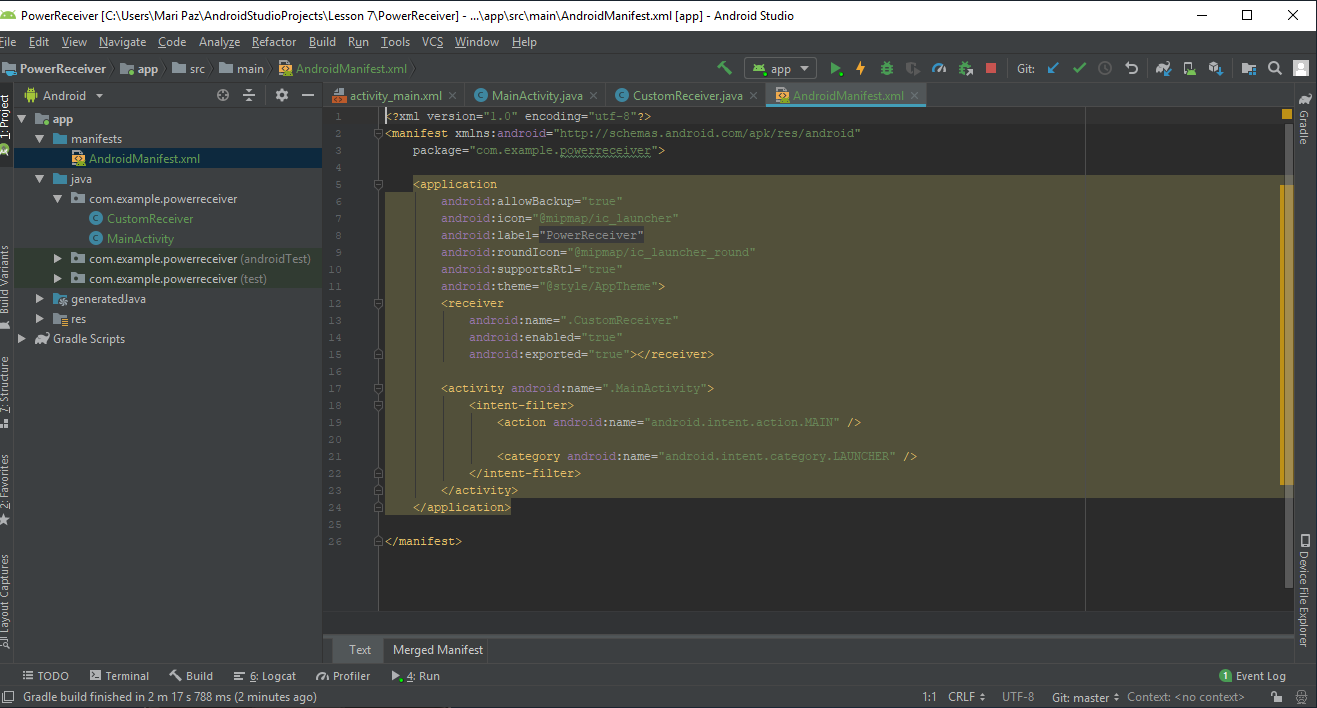 PowerReceiver [C:\Users\Mari Paz\AndroidStudioProjects\Lesson 7\PowerReceiver] - ...\app\src\main\AndroidManifest.xml [app] - Android Studio
File Edit View Navigate Code Analyze Refactor Build Run Tools VCS Window Help
PowerReceiver app src main AndroidManifest.xml app Git:
Android
activity_main.xml MainActivity.java CustomReceiver.java AndroidManifest.xml
app
manifests
AndroidManifest.xml
java
com.example.powerreceiver
CustomReceiver
MainActivity
com.example.powerreceiver (androidTest)
com.example.powerreceiver (test)
generatedJava
res
Gradle Scripts
1: Project
Build Variants
7: Structure
2: Favorites
Layout Captures
1 <?xml version="1.0" encoding="utf-8"?>
2 <manifest xmlns:android="http://schemas.android.com/apk/res/android"
3 package="com.example.powerreceiver">
4
5 <application
6 android:allowBackup="true"
7 android:icon="@mipmap/ic_launcher"
8 android:label="PowerReceiver"
9 android:roundIcon="@mipmap/ic_launcher_round"
10 android:supportsRtl="true"
11 android:theme="@style/AppTheme">
12 <receiver
13 android:name=".CustomReceiver"
14 android:enabled="true"
15 android:exported="true"></receiver>
16
17 <activity android:name=".MainActivity">
18 <intent-filter>
19 <action android:name="android.intent.action.MAIN" />
20
21 <category android:name="android.intent.category.LAUNCHER" />
22 </intent-filter>
23 </activity>
24 </application>
25
26 </manifest>
Gradle
Device File Explorer
Text Merged Manifest
TODO Terminal Build 6: Logcat Profiler 4: Run 1 Event Log
Gradle build finished in 2 m 17 s 788 ms (2 minutes ago) 1:1 CRLF UTF-8 Git: master Context: <no context>